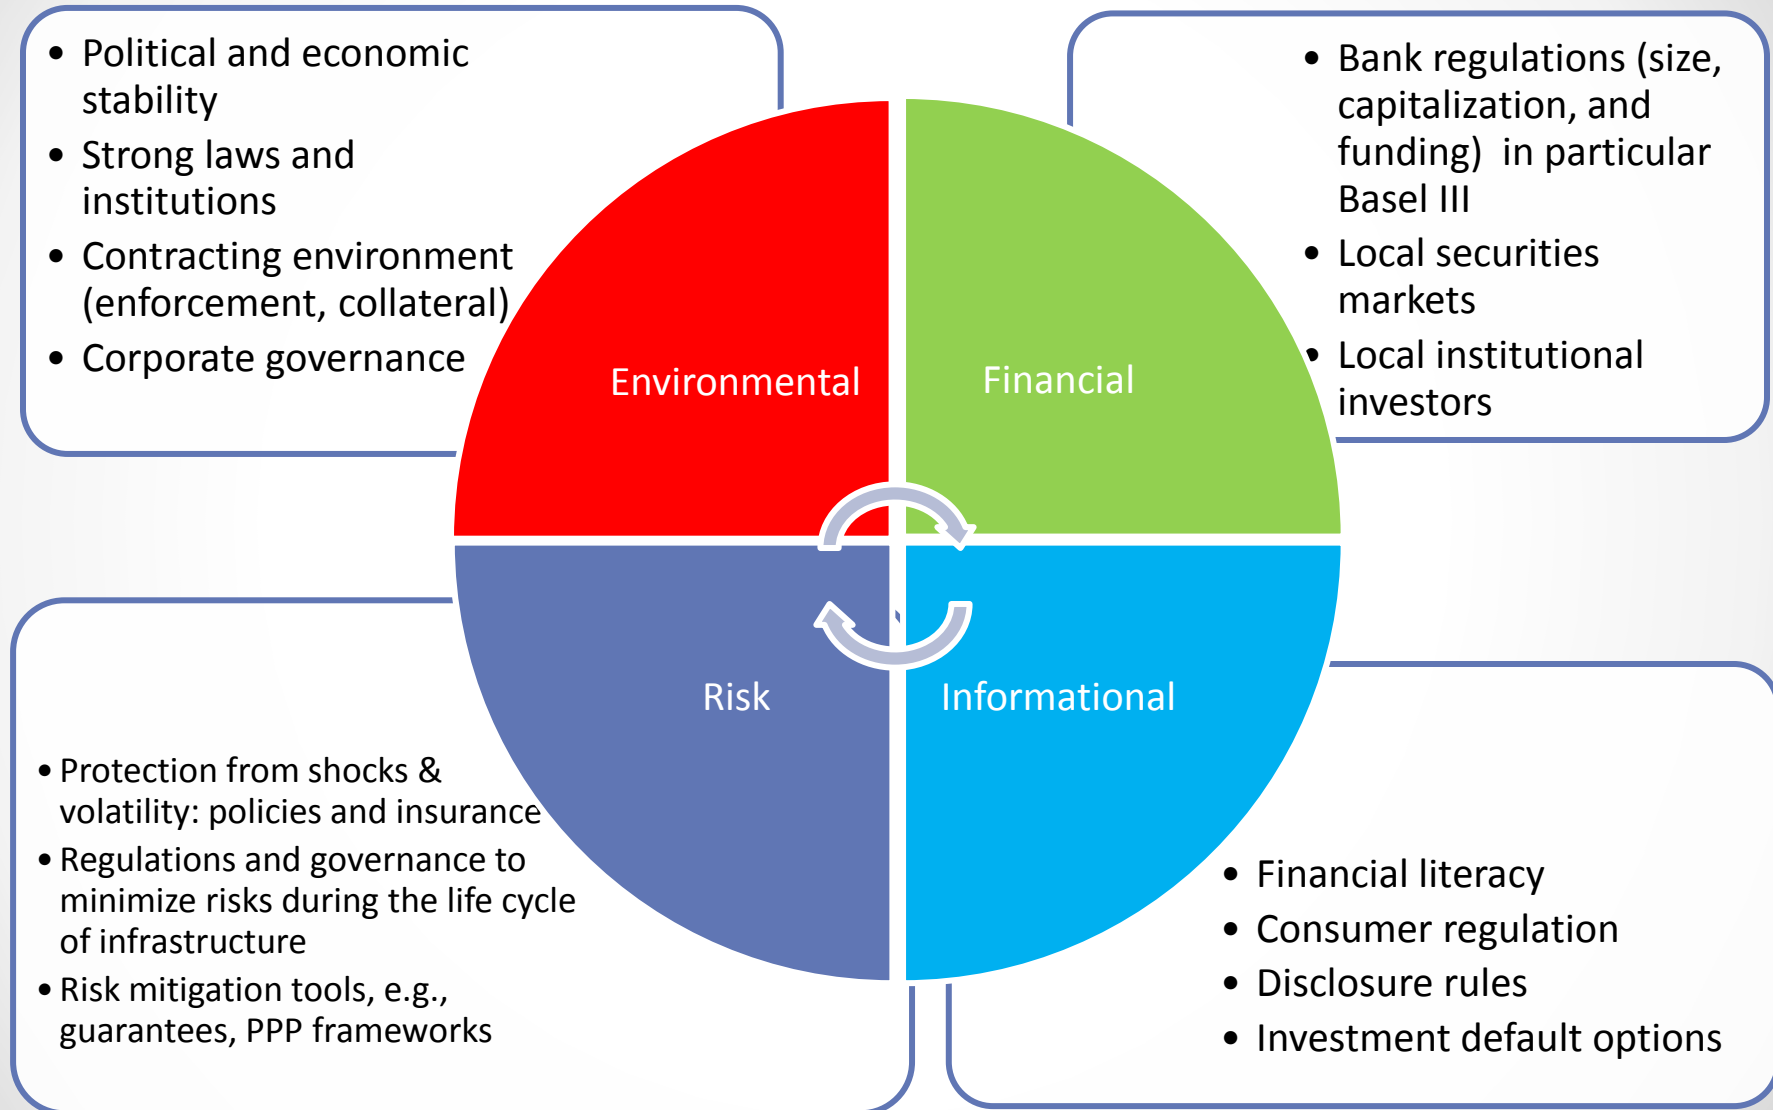 • Political and economic
stability
• Strong laws and
institutions
• Contracting environment
(enforcement, collateral)
• Corporate governance
• Bank regulations (size,
capitalization, and
funding)  in particular
Basel III
• Local securities
markets
• Local institutional
investors
Environmental
Financial
Risk
Informational
• Protection from shocks &
volatility: policies and insurance
• Regulations and governance to
minimize risks during the life cycle
of infrastructure
• Risk mitigation tools, e.g.,
guarantees, PPP frameworks
• Financial literacy
• Consumer regulation
• Disclosure rules
• Investment default options